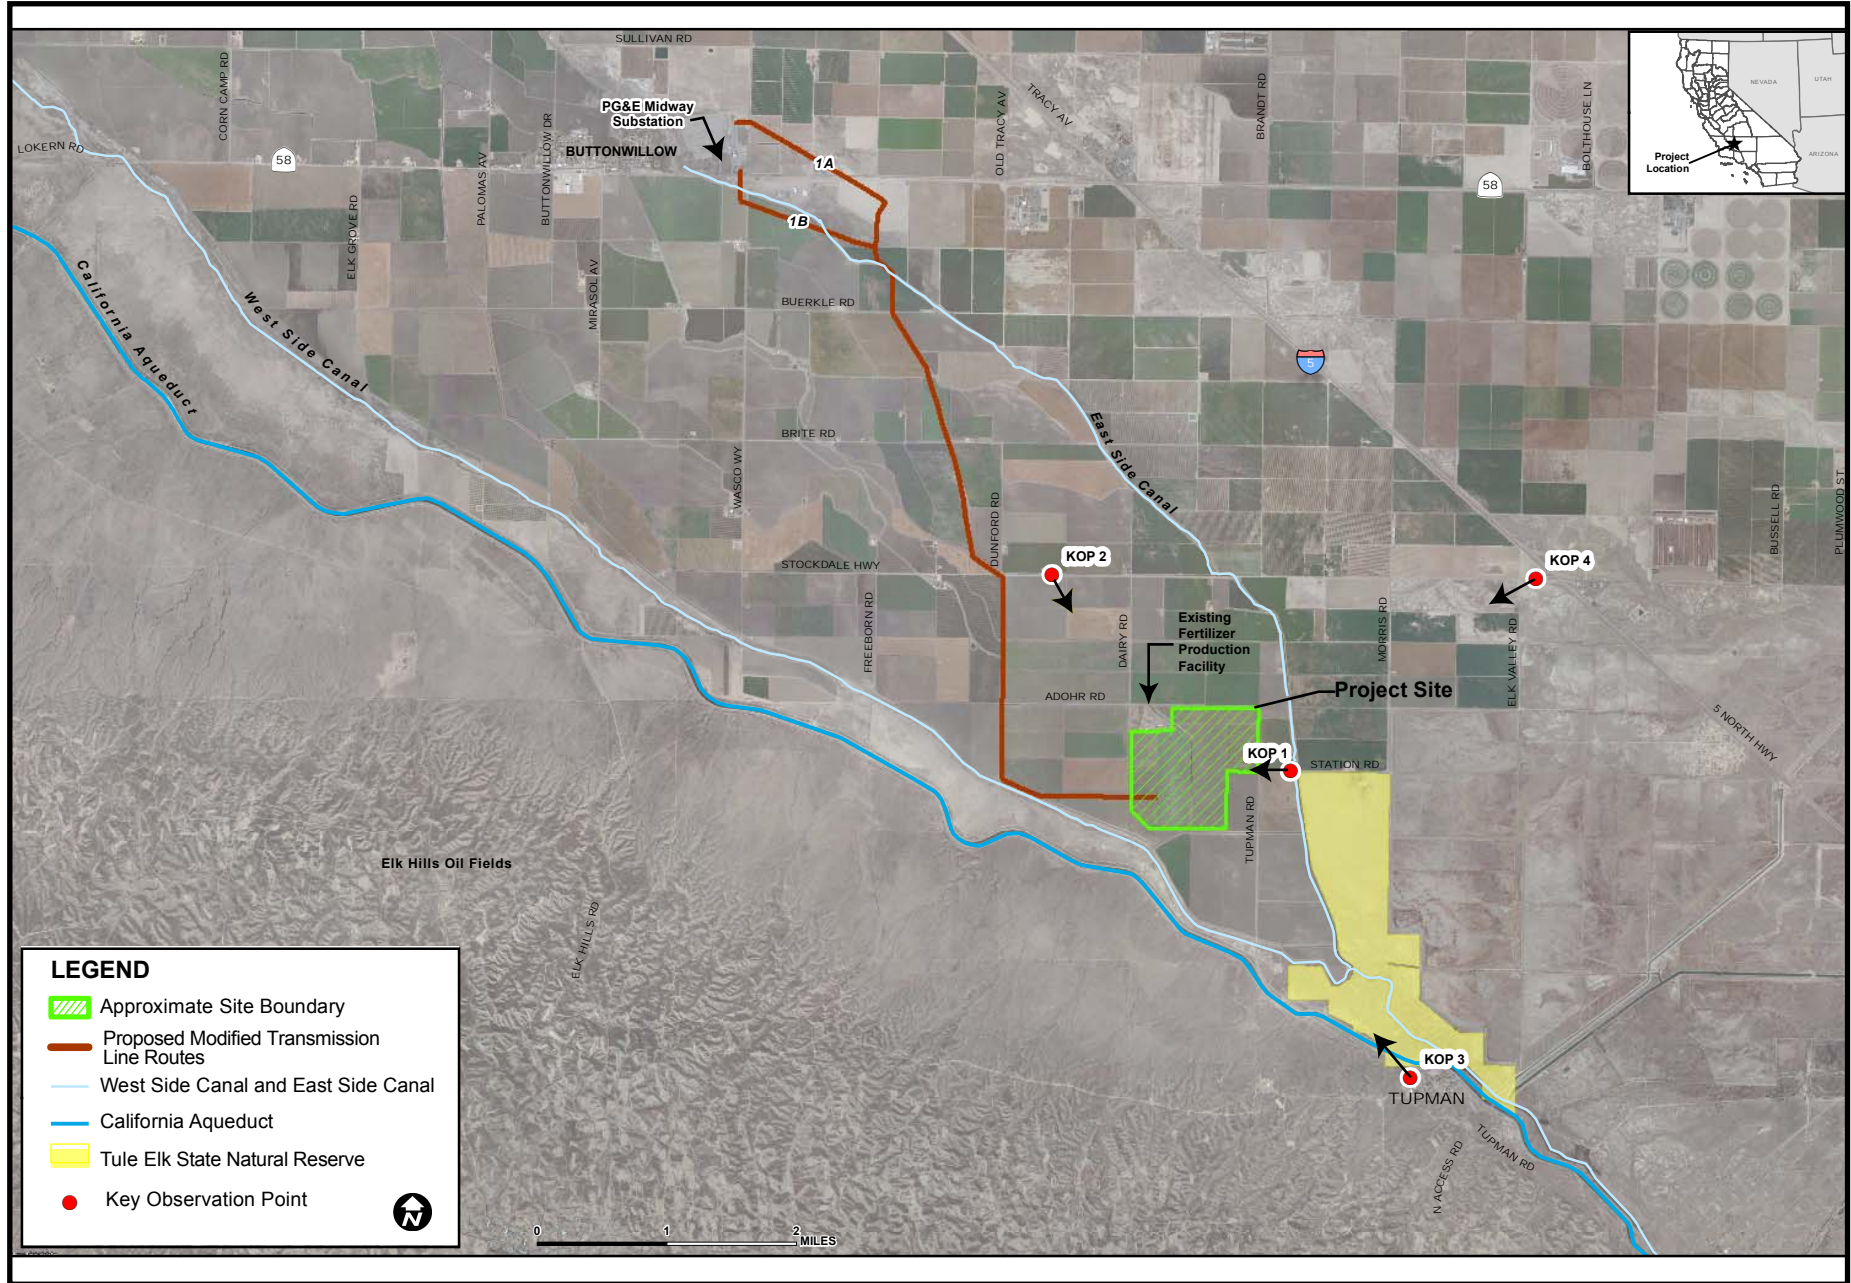 SULLIVAN RD
CORN CAMP RD
LOKERN RD
58
ELK GROVE RD
PALOMAS AV
BUTTONWILLOW DR
PG&E Midway
Substation
BUTTONWILLOW
1A
1B
MIRASOL AV
BUERKLE RD
OLD TRACY AV
TRACY AV
BRANDT RD
58
BOLTHOUSE LN
NEVADA
UTAH
ARIZONA
Project
Location
California Aqueduct
West Side Canal
East Side Canal
5
BRITE RD
WASCO WY
DUNFORD RD
STOCKDALE HWY
FREEBORN RD
KOP 2
KOP 4
BUSSELL RD
PLUMWOOD ST
DAIRY RD
Existing
Fertilizer
Production
Facility
MORRIS RD
ELK VALLEY RD
ADOHR RD
Project Site
5 NORTH HWY
KOP 1
STATION RD
TUPMAN RD
Elk Hills Oil Fields
ELK HILLS RD
KOP 3
TUPMAN
TUPMAN RD
N ACCESS RD
LEGEND
Approximate Site Boundary
Proposed Modified Transmission
Line Routes
West Side Canal and East Side Canal
California Aqueduct
Tule Elk State Natural Reserve
Key Observation Point
N
0 1 2
MILES